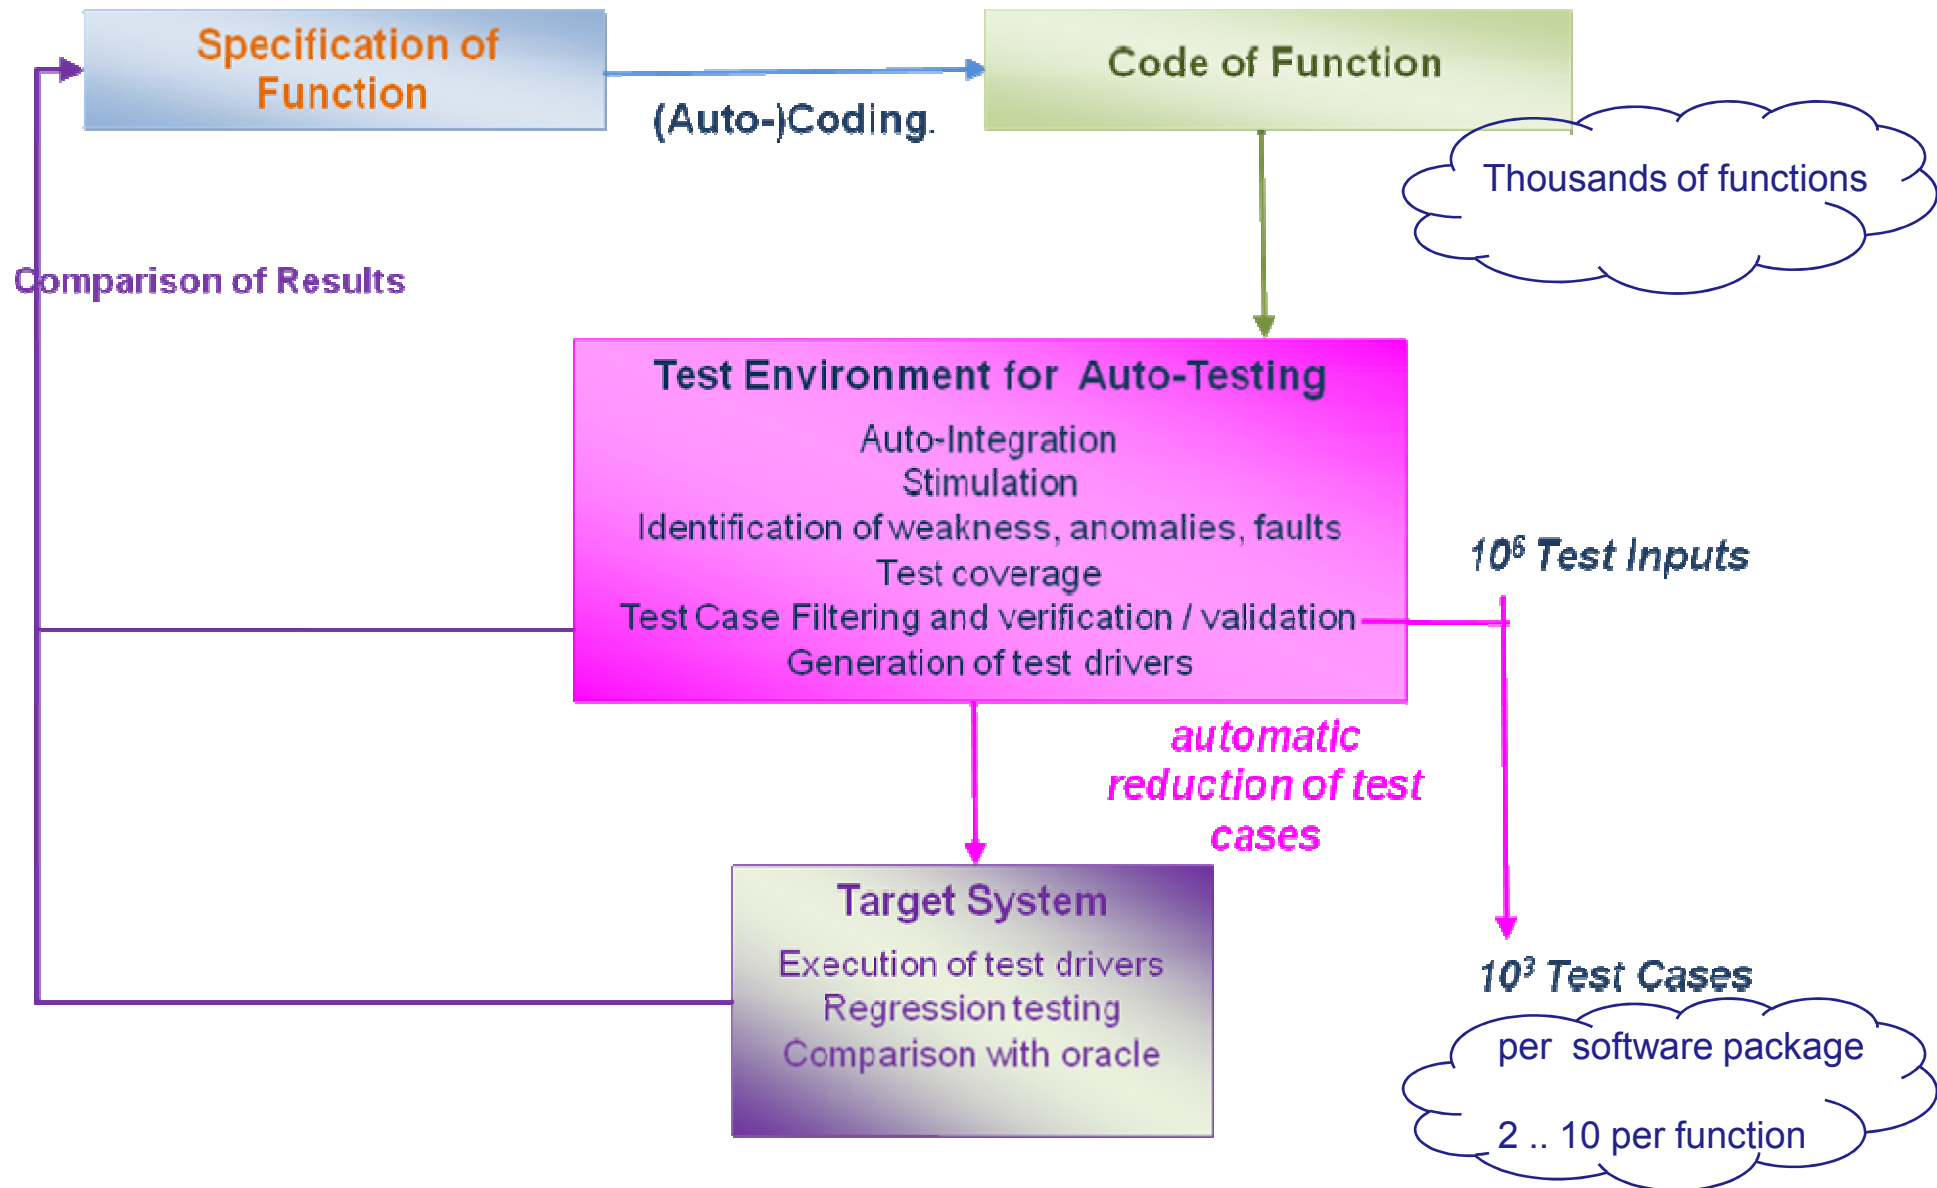 Specification of
Function
(Auto-)Coding.
Code of Function
Thousands of functions
Comparison of Results
Test Environment for Auto-Testing
Auto-Integration
Stimulation
Identification of weakness, anomalies, faults
Test coverage
Test Case Filtering and verification / validation
Generation of test drivers
10⁶ Test Inputs
automatic
reduction of test
cases
Target System
Execution of test drivers
Regression testing
Comparison with oracle
10³ Test Cases
per software package
2 .. 10 per function